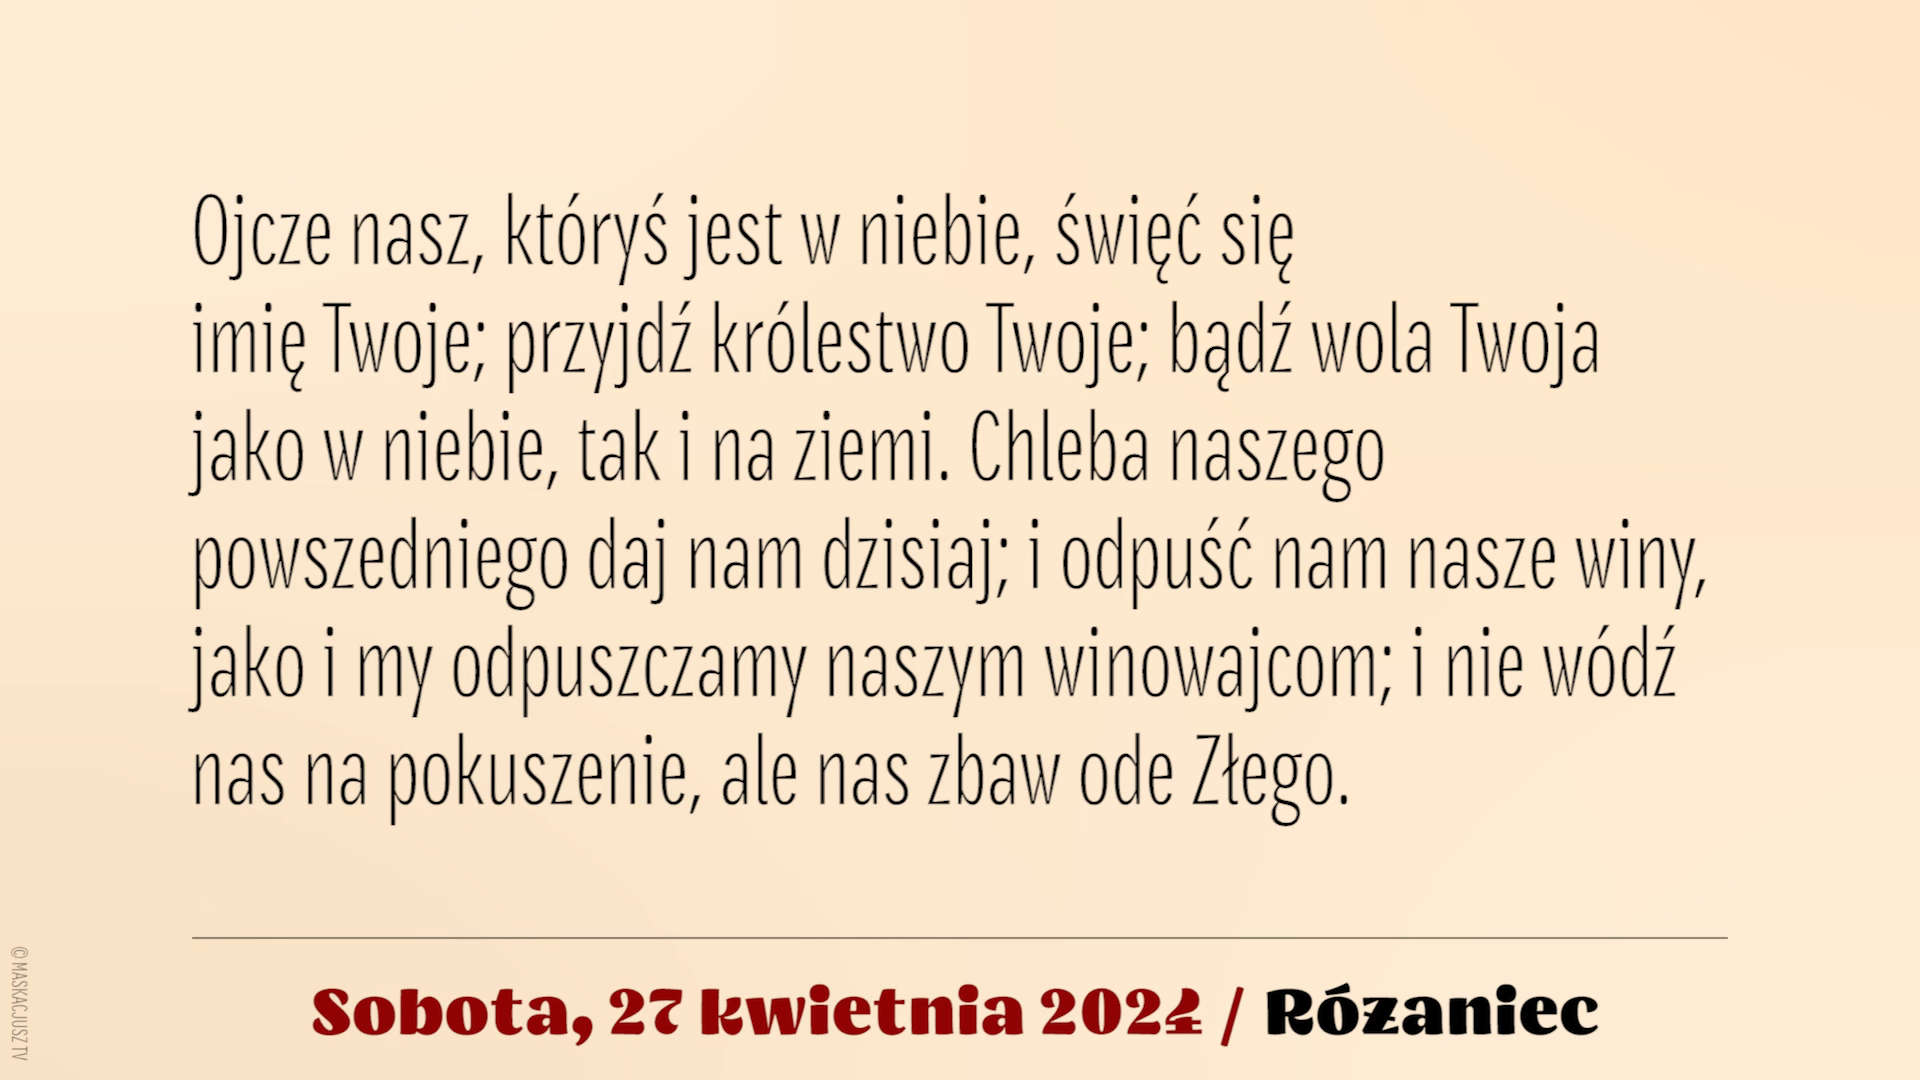 Ojcze nasz, któryś jest w niebie, święć się
imię Twoje; przyjdź królestwo Twoje; bądź wola Twoja
jako w niebie, tak i na ziemi. Chleba naszego
powszedniego daj nam dzisiaj; i odpuść nam nasze winy,
jako i my odpuszczamy naszym winowajcom; i nie wódź
nas na pokuszenie, ale nas zbaw ode Złego.
Sobota, 27 kwietnia 2024 / Różaniec
© MASKACJUSZ TV